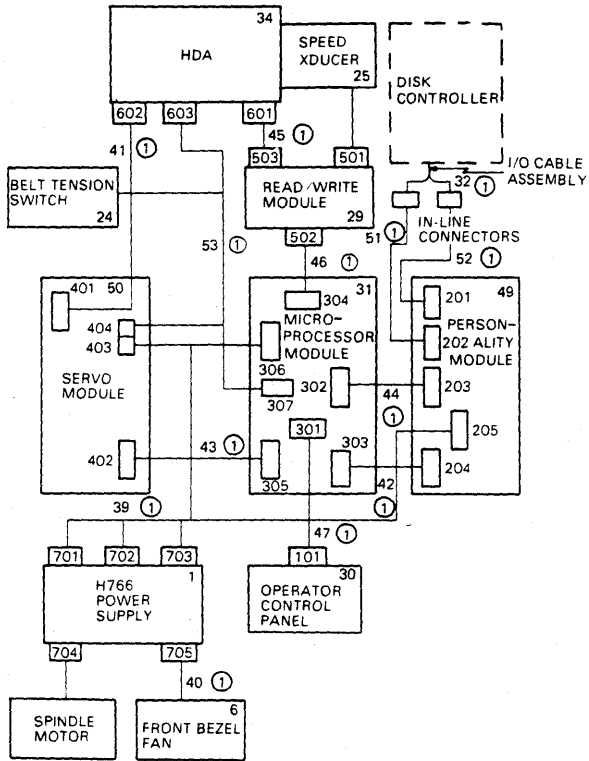 34
HDA
SPEED
XDUCER
25
DISK
CONTROLLER
602
603
601
41 ①
45 ①
503
501
I/O CABLE
ASSEMBLY
32 ①
BELT TENSION
SWITCH
24
READ/WRITE
MODULE
29
IN-LINE
CONNECTORS
51 ①
52 ①
53 ①
502
46 ①
401
50
404
403
SERVO
MODULE
402
31
304
MICRO-
PROCESSOR
MODULE
306
307
302
301
303
305
49
201
PERSON-
202 ALITY
MODULE
203
205
204
44
①
43 ①
42
①
39 ①
47 ①
701
702
703
101
1
H766
POWER
SUPPLY
30
OPERATOR
CONTROL
PANEL
704
705
40 ①
SPINDLE
MOTOR
6
FRONT BEZEL
FAN